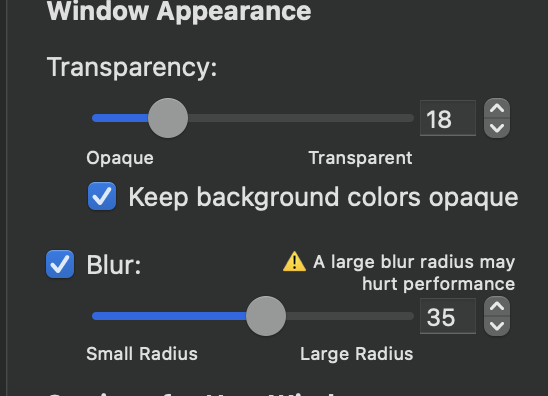 Window Appearance
Transparency:
18
Opaque Transparent
Keep background colors opaque
Blur: ⚠️ A large blur radius may
hurt performance
35
Small Radius Large Radius